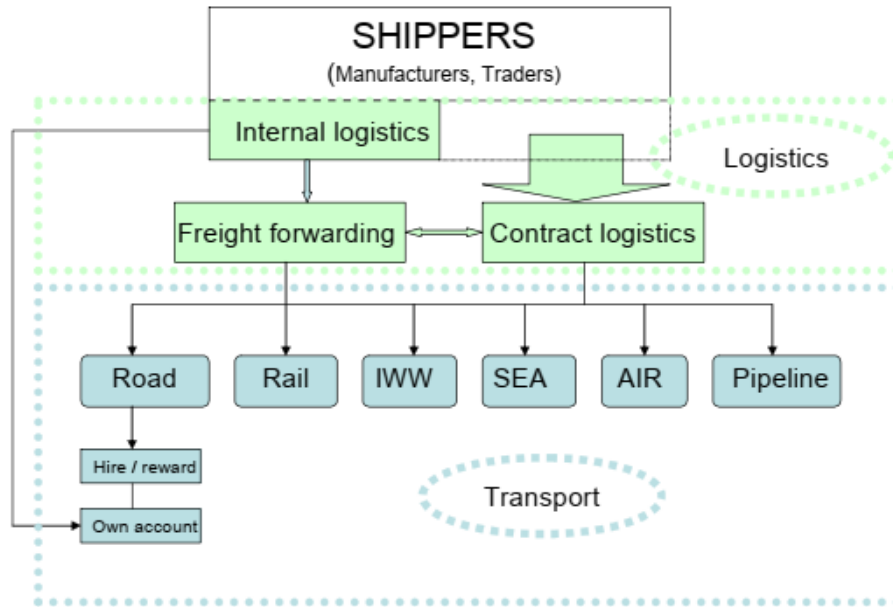 SHIPPERS
(Manufacturers, Traders)
Internal logistics
Logistics
Freight forwarding
Contract logistics
Road
Rail
IWW
SEA
AIR
Pipeline
Hire / reward
Transport
Own account